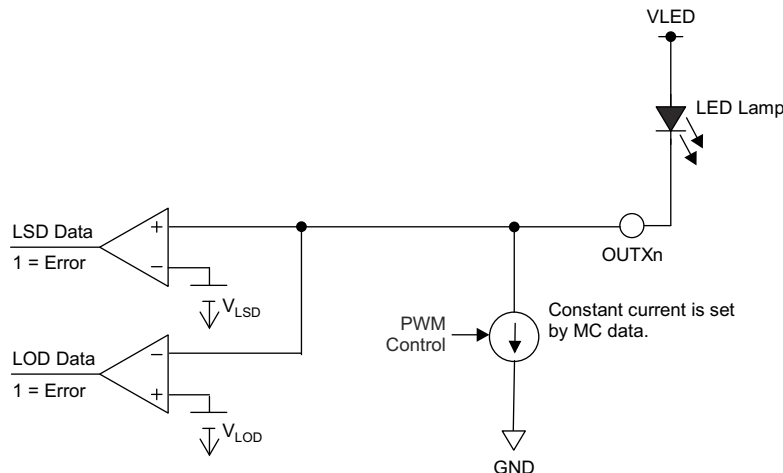 VLED
LED Lamp
LSD Data
1 = Error
+
−
VLSD
OUTXn
PWM
Control
Constant current is set
by MC data.
LOD Data
1 = Error
−
+
VLOD
GND